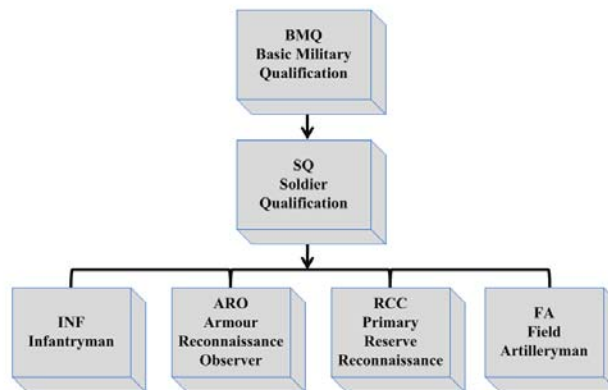 BMQ
Basic Military
Qualification
SQ
Soldier
Qualification
INF
Infantryman
ARO
Armour
Reconnaissance
Observer
RCC
Primary
Reserve
Reconnaissance
FA
Field
Artilleryman